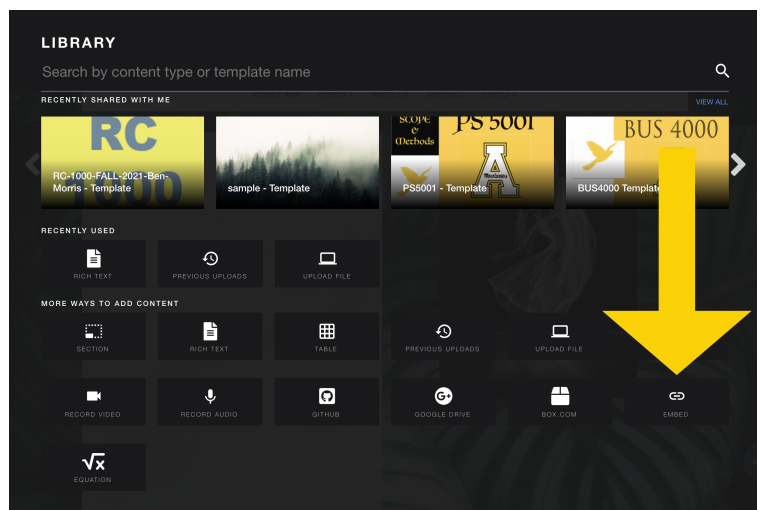 LIBRARY
Search by content type or template name
RECENTLY SHARED WITH ME
VIEW ALL
RC
1000
RC-1000-FALL-2021-Ben-
Morris - Template
sample - Template
SCOPE
&
Methods
PS 5001
A
PS5001 - Template
BUS 4000
BUS4000 Template
RECENTLY USED
RICH TEXT
PREVIOUS UPLOADS
UPLOAD FILE
MORE WAYS TO ADD CONTENT
SECTION
RICH TEXT
TABLE
PREVIOUS UPLOADS
UPLOAD FILE
RECORD VIDEO
RECORD AUDIO
GITHUB
G+
GOOGLE DRIVE
BOX.COM
EMBED
√x
EQUATION